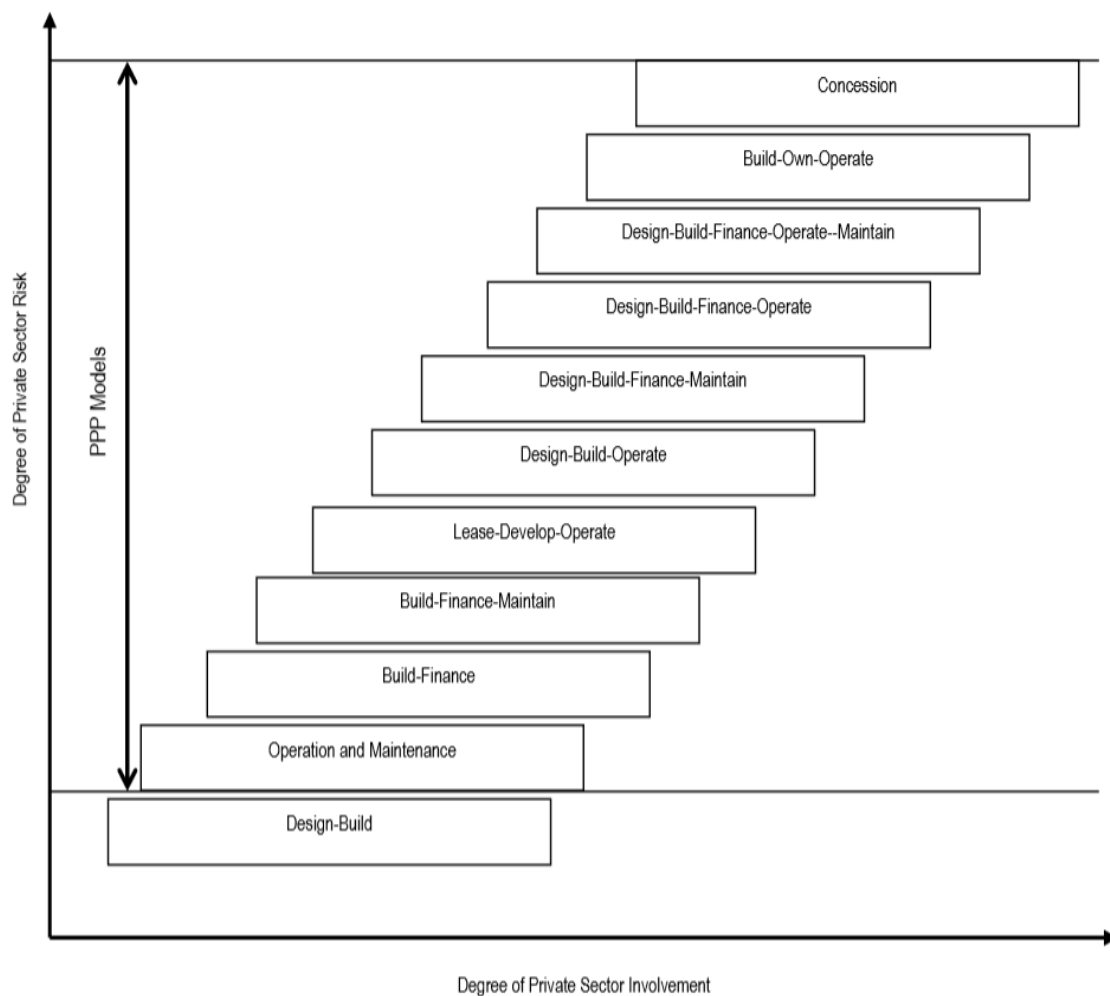 Concession
Build-Own-Operate
Design-Build-Finance-Operate--Maintain
Design-Build-Finance-Operate
Design-Build-Finance-Maintain
Design-Build-Operate
Lease-Develop-Operate
Build-Finance-Maintain
Build-Finance
Operation and Maintenance
Design-Build
Degree of Private Sector Risk
PPP Models
Degree of Private Sector Involvement